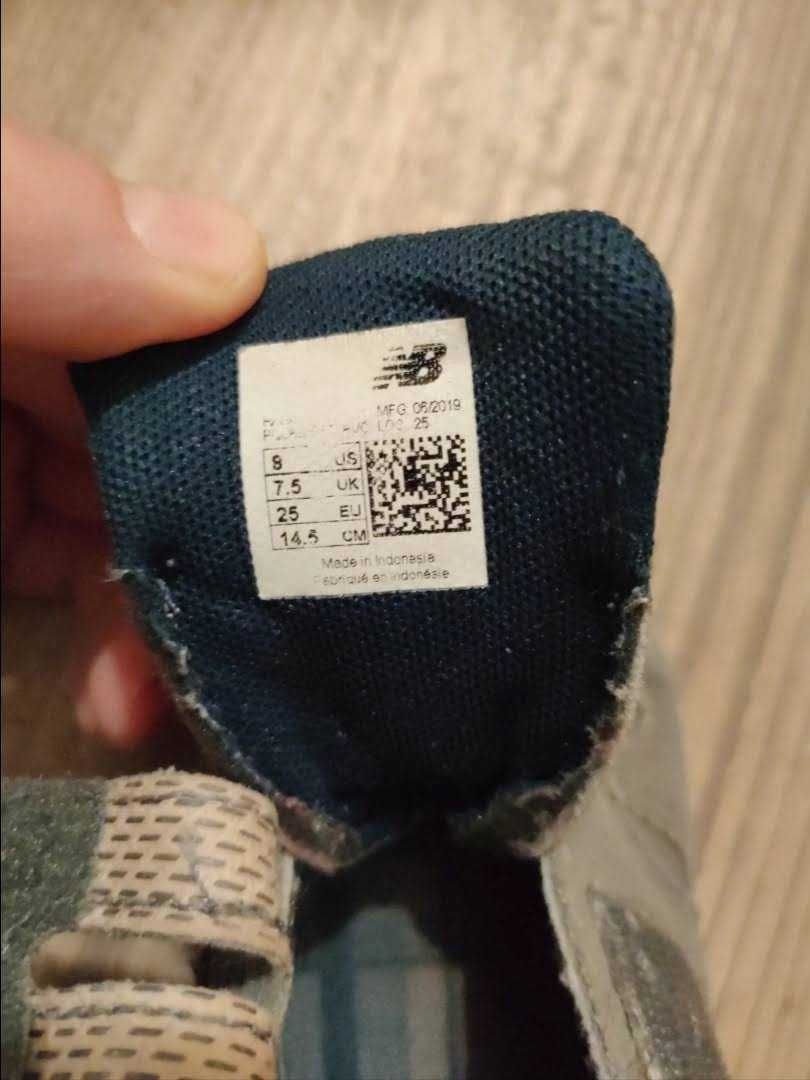 NB
MFG: 06/2019
LOC: 25
8 US
7.5 UK
25 EU
14.5 CM
Made in Indonesia
Fabriqué en Indonésie